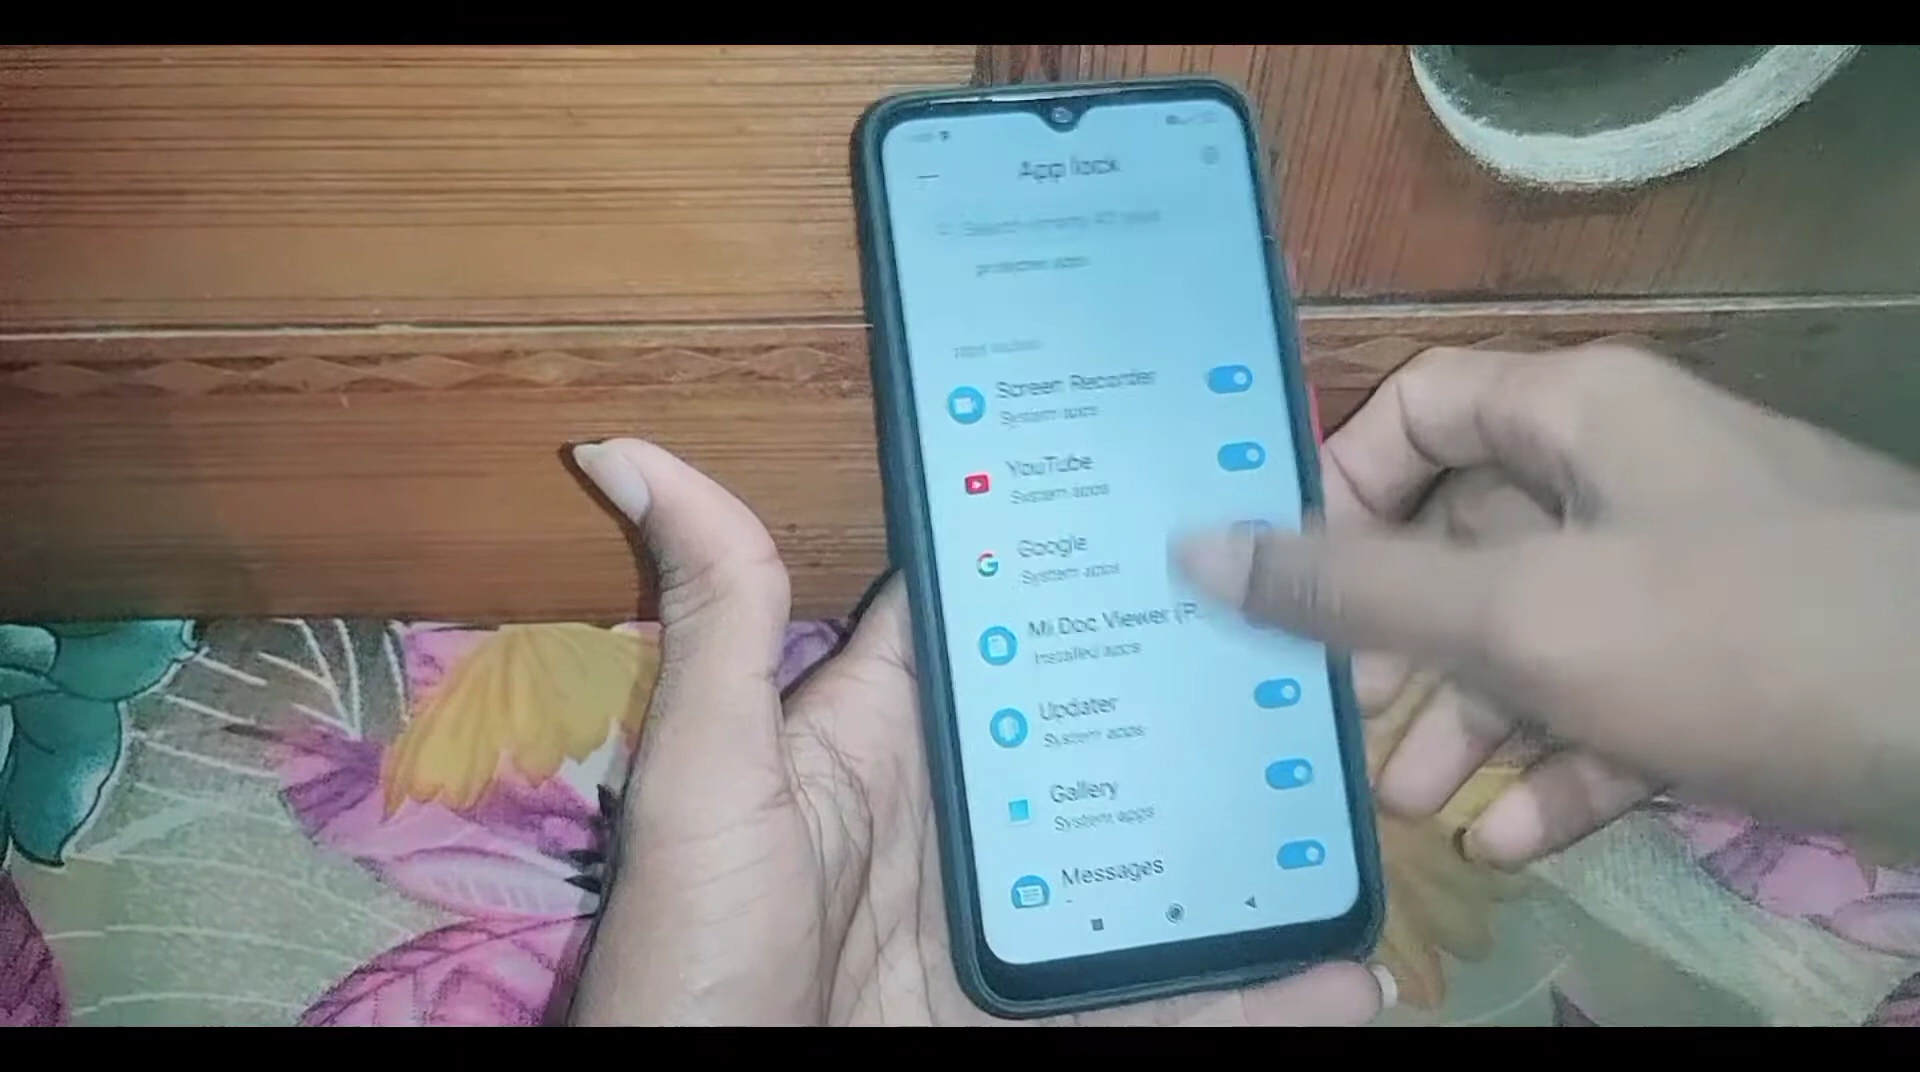 App lock
Screen Recorder
System apps
YouTube
System apps
Google
System apps
Mi Doc Viewer (P...
Installed apps
Updater
System apps
Gallery
System apps
Messages